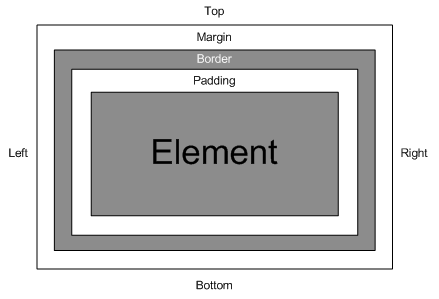 Top
Margin
Border
Padding
Left
Element
Right
Bottom